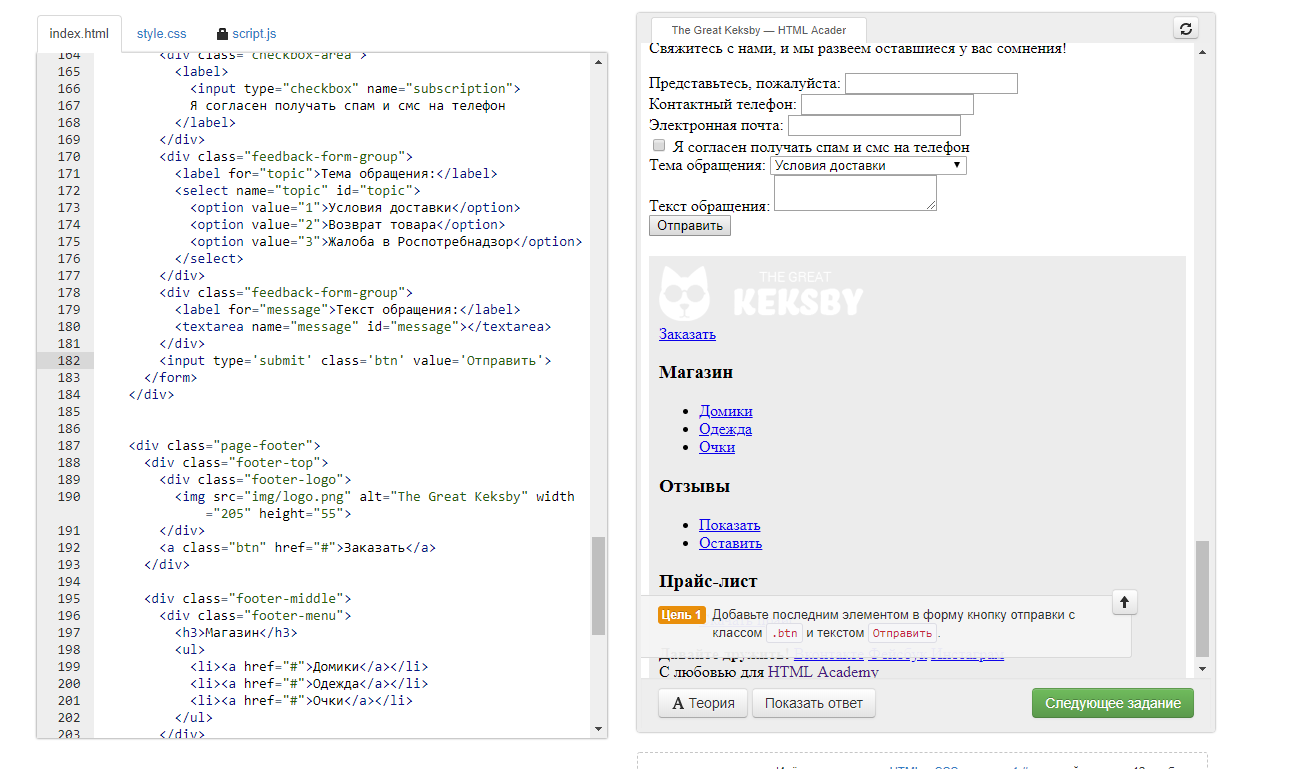 index.html
style.css
script.js
164 <div class="checkbox-area">
165 <label>
166 <input type="checkbox" name="subscription">
167 Я согласен получать спам и смс на телефон
168 </label>
169 </div>
170 <div class="feedback-form-group">
171 <label for="topic">Тема обращения:</label>
172 <select name="topic" id="topic">
173 <option value="1">Условия доставки</option>
174 <option value="2">Возврат товара</option>
175 <option value="3">Жалоба в Роспотребнадзор</option>
176 </select>
177 </div>
178 <div class="feedback-form-group">
179 <label for="message">Текст обращения:</label>
180 <textarea name="message" id="message"></textarea>
181 </div>
182 <input type='submit' class='btn' value='Отправить'>
183 </form>
184 </div>
185
186
187 <div class="page-footer">
188 <div class="footer-top">
189 <div class="footer-logo">
190 <img src="img/logo.png" alt="The Great Keksby" width
="205" height="55">
191 </div>
192 <a class="btn" href="#">Заказать</a>
193 </div>
194
195 <div class="footer-middle">
196 <div class="footer-menu">
197 <h3>Магазин</h3>
198 <ul>
199 <li><a href="#">Домики</a></li>
200 <li><a href="#">Одежда</a></li>
201 <li><a href="#">Очки</a></li>
202 </ul>
203 </div>
The Great Keksby — HTML Acader
Свяжитесь с нами, и мы развеем оставшиеся у вас сомнения!
Представьтесь, пожалуйста:
Контактный телефон:
Электронная почта:
Я согласен получать спам и смс на телефон
Тема обращения: Условия доставки
Текст обращения:
Отправить
THE GREAT
KEKSBY
Заказать
Магазин
Домики
Одежда
Очки
Отзывы
Показать
Оставить
Прайс-лист
Цель 1 Добавьте последним элементом в форму кнопку отправки с
классом .btn и текстом Отправить.
Давайте дружить! Вконтакте Фейсбук Инстаграм
С любовью для HTML Academy
А Теория
Показать ответ
Следующее задание